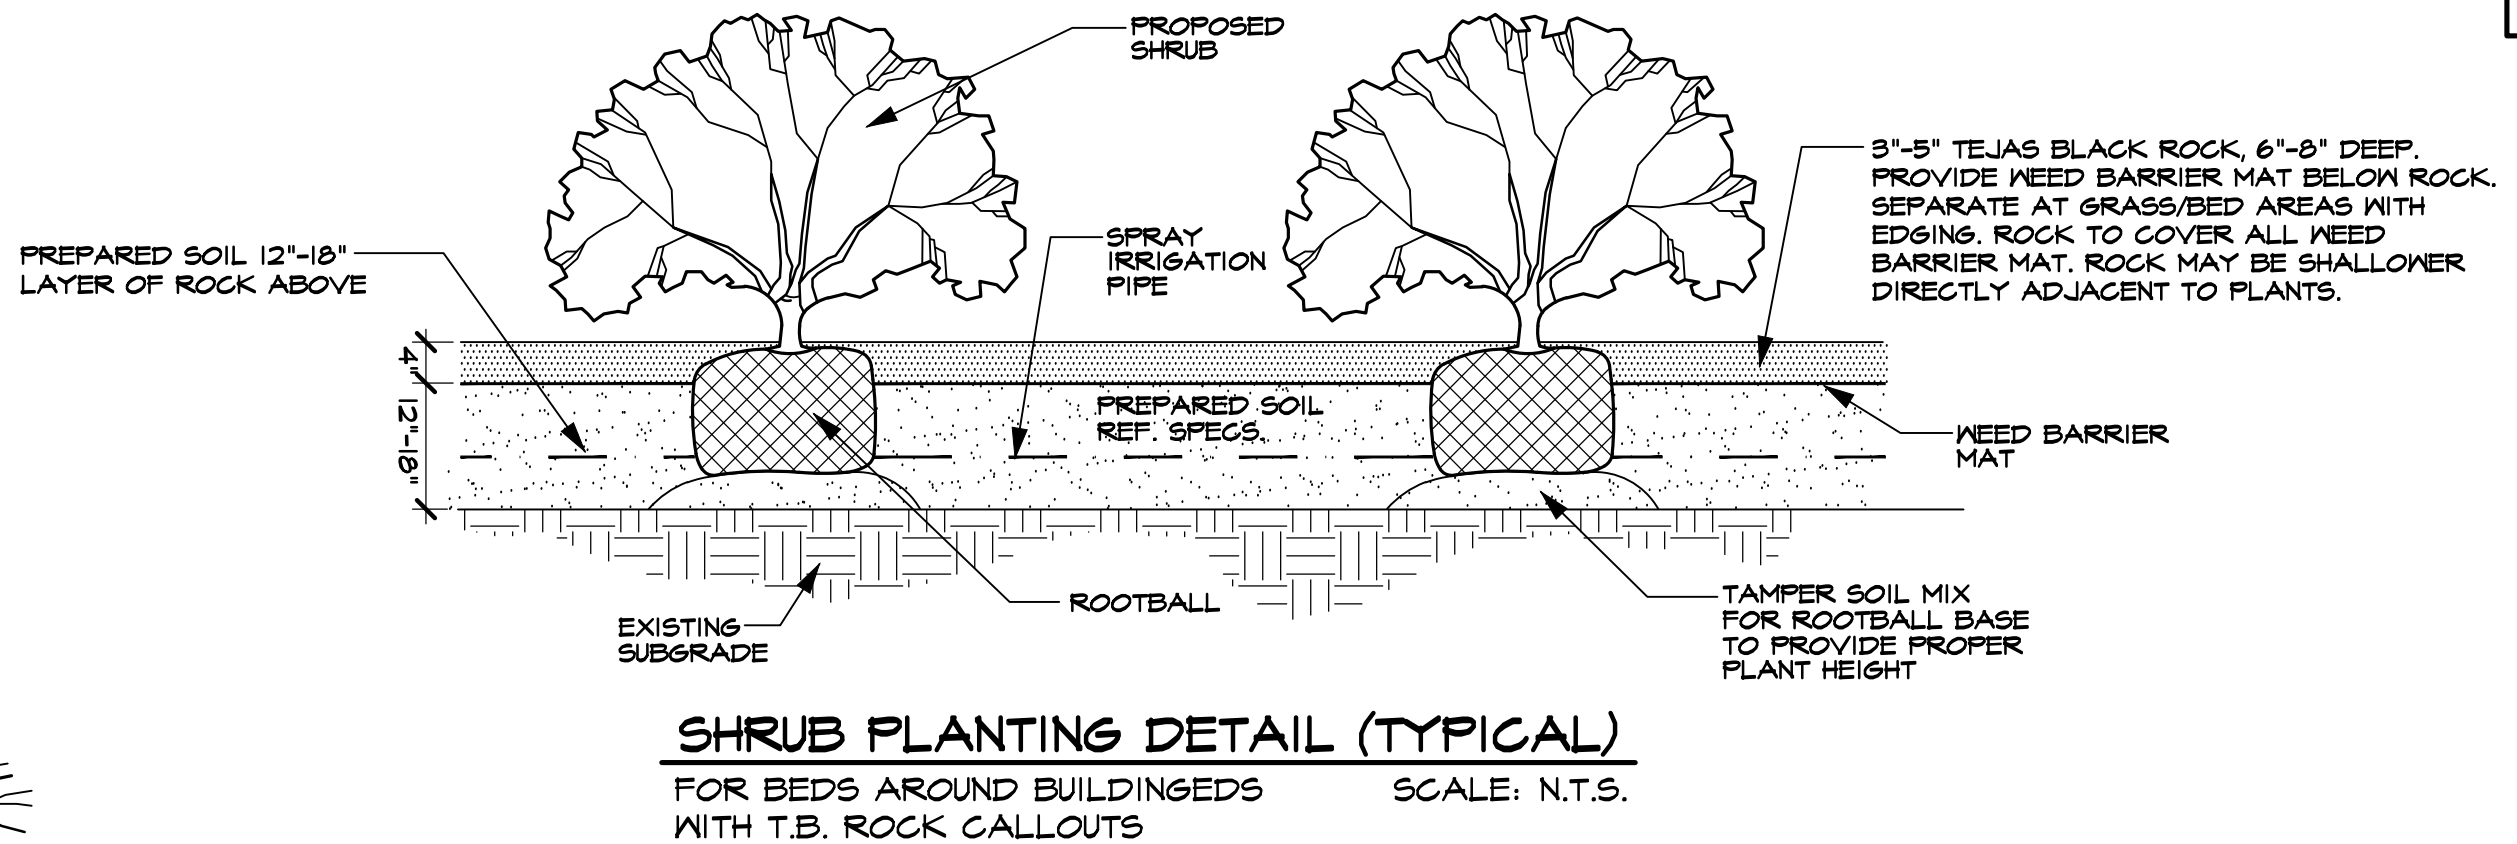 PROPOSED
SHRUB
3"-5" TEJAS BLACK ROCK, 6"-8" DEEP.
PROVIDE WEED BARRIER MAT BELOW ROCK.
SEPARATE AT GRASS/BED AREAS WITH
EDGING. ROCK TO COVER ALL WEED
BARRIER MAT. ROCK MAY BE SHALLOWER
DIRECTLY ADJACENT TO PLANTS.
PREPARED SOIL 12"-18"
LAYER OF ROCK ABOVE
SPRAY
IRRIGATION
PIPE
4"
12"-18"
PREPARED SOIL
REF. SPECS.
WEED BARRIER
MAT
ROOTBALL
EXISTING
SUBGRADE
TAMPER SOIL MIX
FOR ROOTBALL BASE
TO PROVIDE PROPER
PLANT HEIGHT
SHRUB PLANTING DETAIL (TYPICAL)
FOR BEDS AROUND BUILDINGEDS SCALE: N.T.S.
WITH T.B. ROCK CALLOUTS